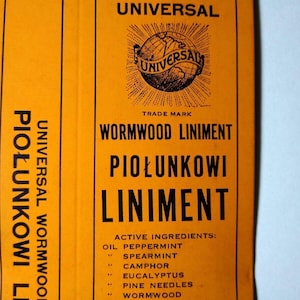 UNIVERSAL
UNIVERSAL
TRADE MARK
WORMWOOD LINIMENT
PIOŁUNKOWI
LINIMENT
ACTIVE INGREDIENTS:
OIL PEPPERMINT
" SPEARMINT
" CAMPHOR
" EUCALYPTUS
" PINE NEEDLES
" WORMWOOD
UNIVERSAL WORMWOO
PIOŁUNKOWI LI